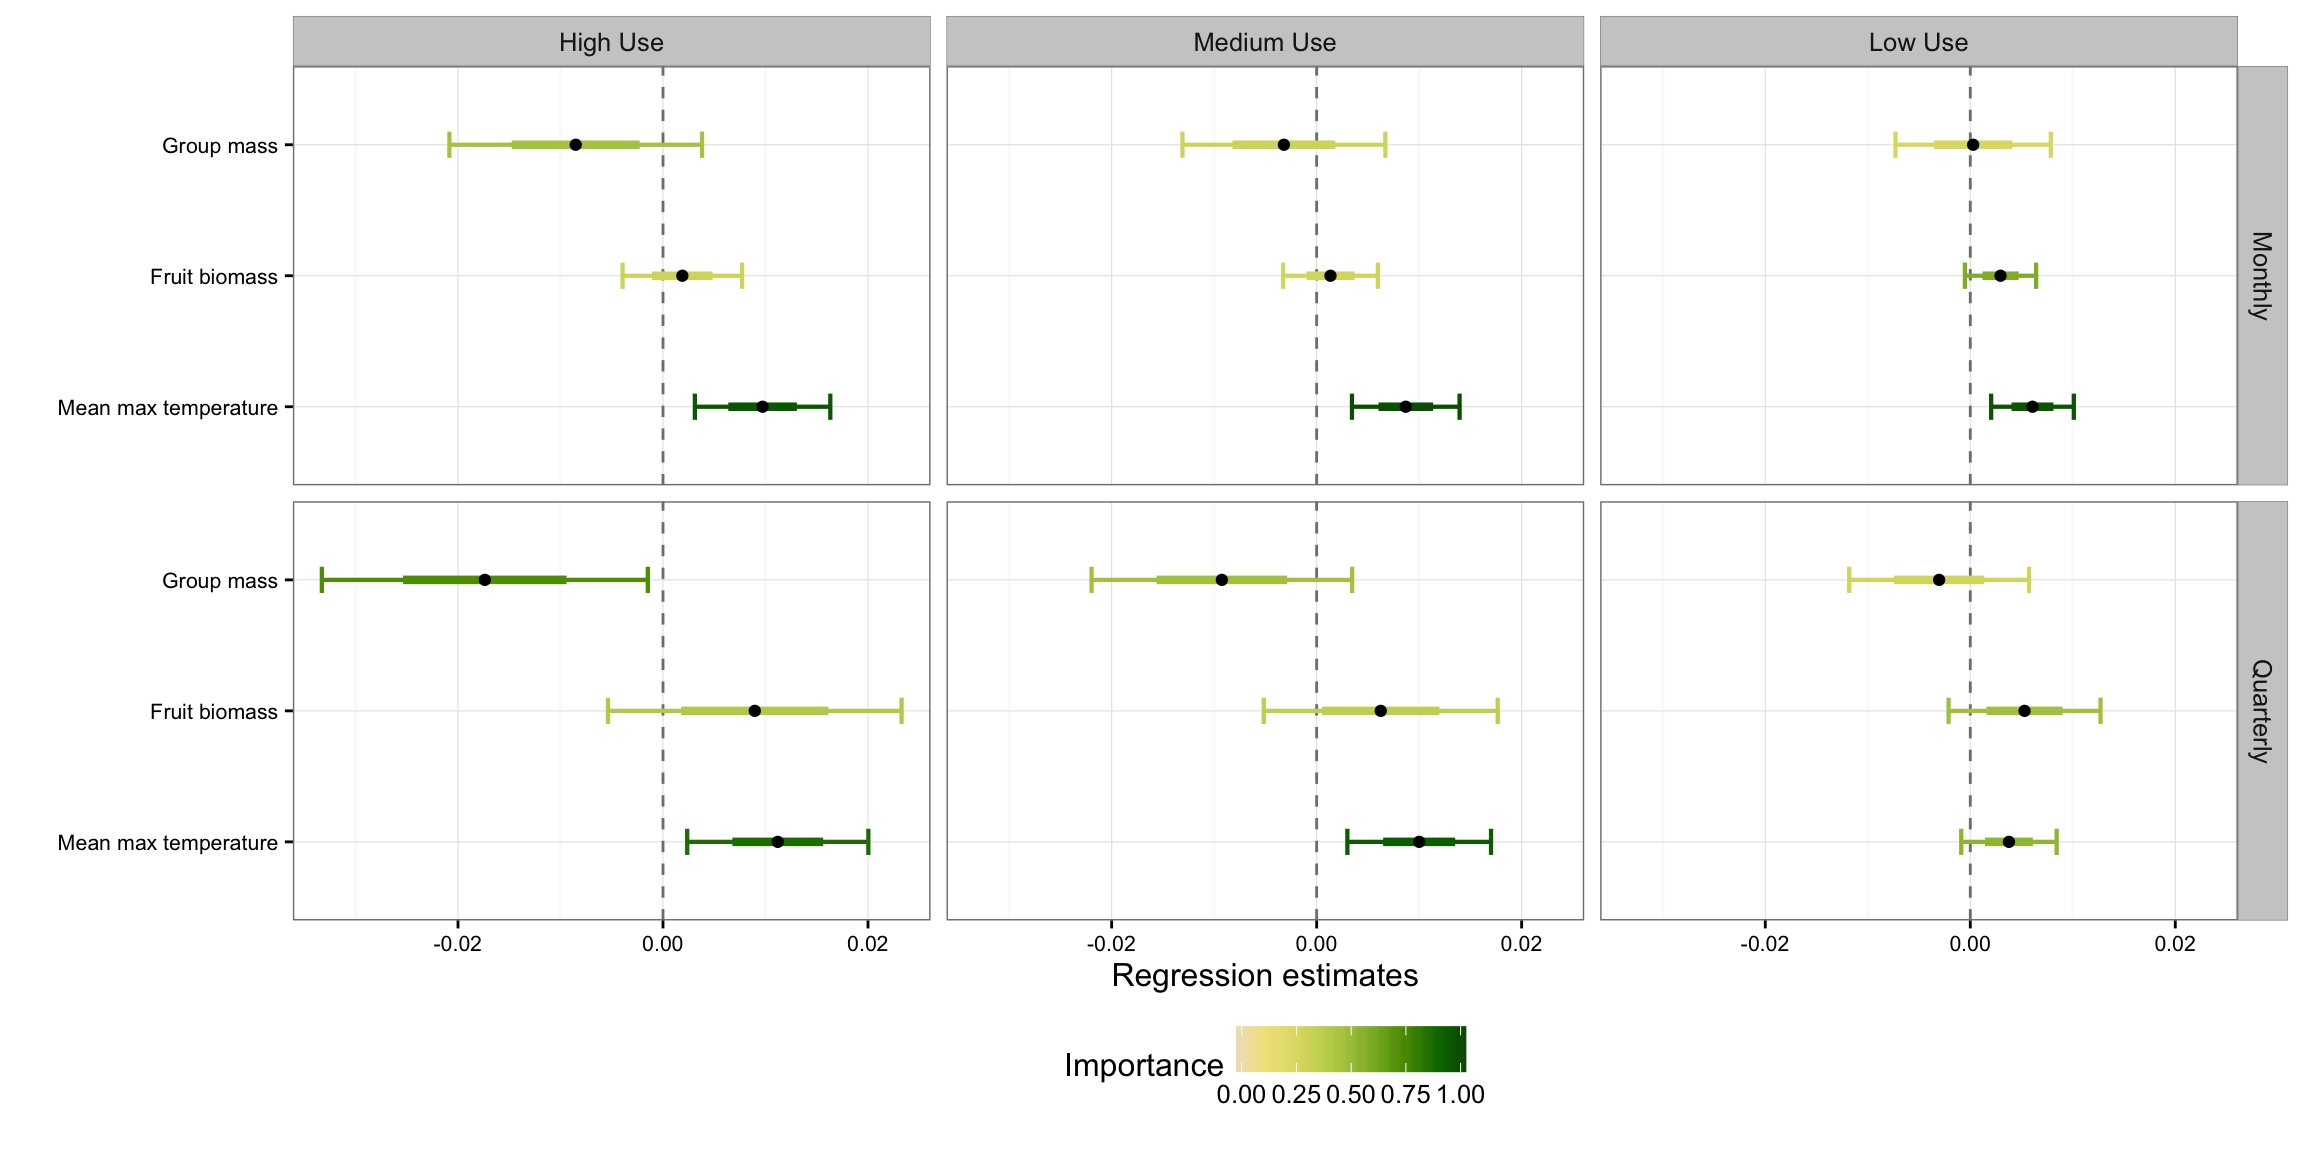 High Use
Medium Use
Low Use
Group mass
Fruit biomass
Mean max temperature
Monthly
Group mass
Fruit biomass
Mean max temperature
Quarterly
-0.02 0.00 0.02
-0.02 0.00 0.02
-0.02 0.00 0.02
Regression estimates
Importance
0.00 0.25 0.50 0.75 1.00